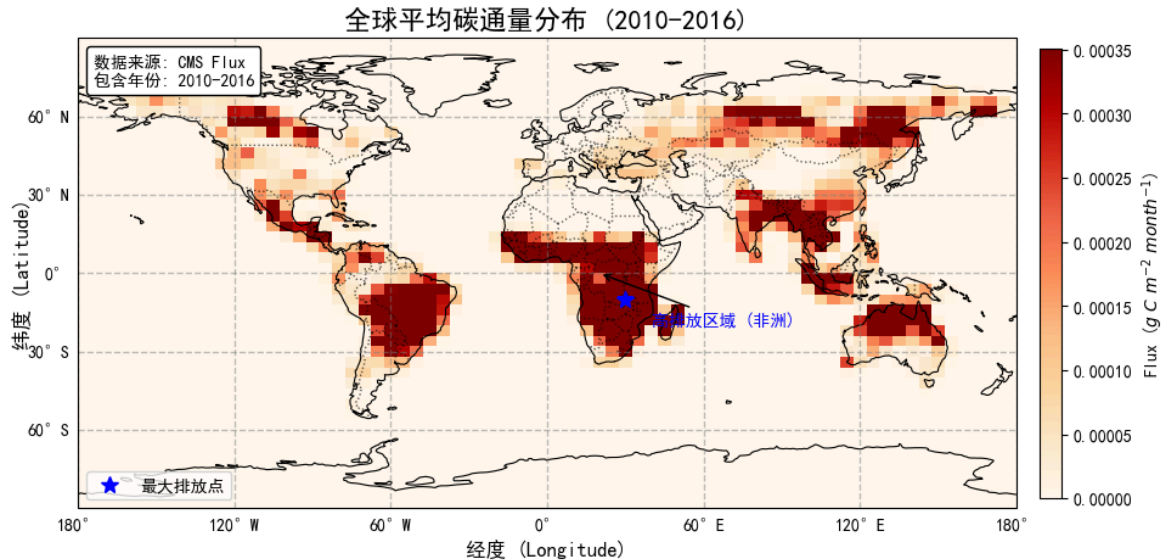 全球平均碳通量分布 (2010-2016)
数据来源: CMS Flux
包含年份: 2010-2016
60° N
30° N
0°
30° S
60° S
纬度 (Latitude)
最大排放点
排放区域 (非洲)
180°
120° W
60° W
0°
60° E
120° E
180°
经度 (Longitude)
0.00035
0.00030
0.00025
0.00020
0.00015
0.00010
0.00005
0.00000
Flux (g C m⁻² month⁻¹)